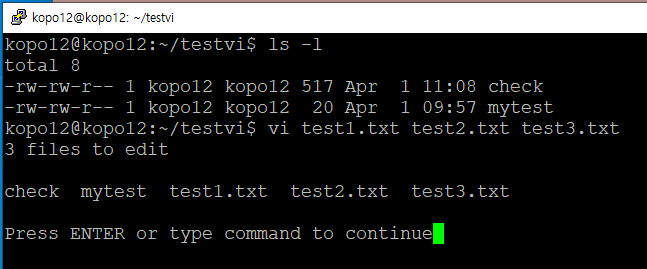 kopo12@kopo12: ~/testvi
kopo12@kopo12:~/testvi$ ls -l
total 8
-rw-rw-r-- 1 kopo12 kopo12 517 Apr  1 11:08 check
-rw-rw-r-- 1 kopo12 kopo12  20 Apr  1 09:57 mytest
kopo12@kopo12:~/testvi$ vi test1.txt test2.txt test3.txt
3 files to edit
check  mytest  test1.txt  test2.txt  test3.txt
Press ENTER or type command to continue